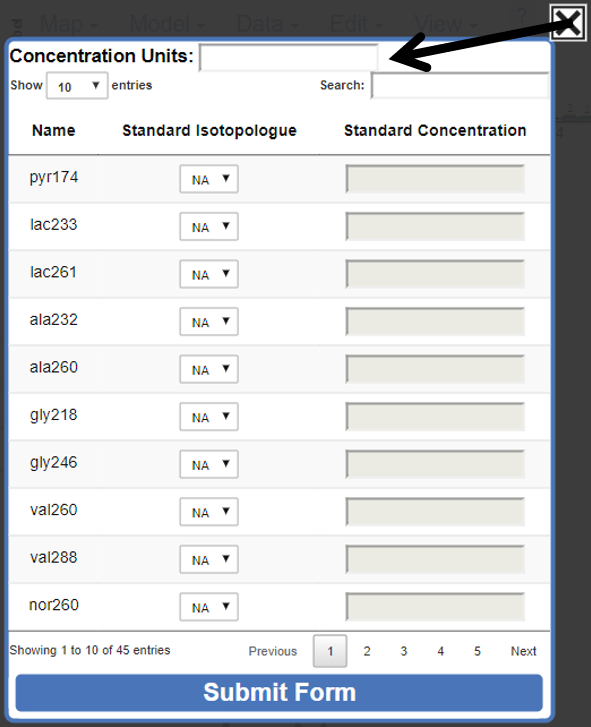 Map Model Data Edit View ?
Concentration Units:
Show 10 entries Search:
Name Standard Isotopologue Standard Concentration
pyr174 NA
lac233 NA
lac261 NA
ala232 NA
ala260 NA
gly218 NA
gly246 NA
val260 NA
val288 NA
nor260 NA
Showing 1 to 10 of 45 entries Previous 1 2 3 4 5 Next
Submit Form